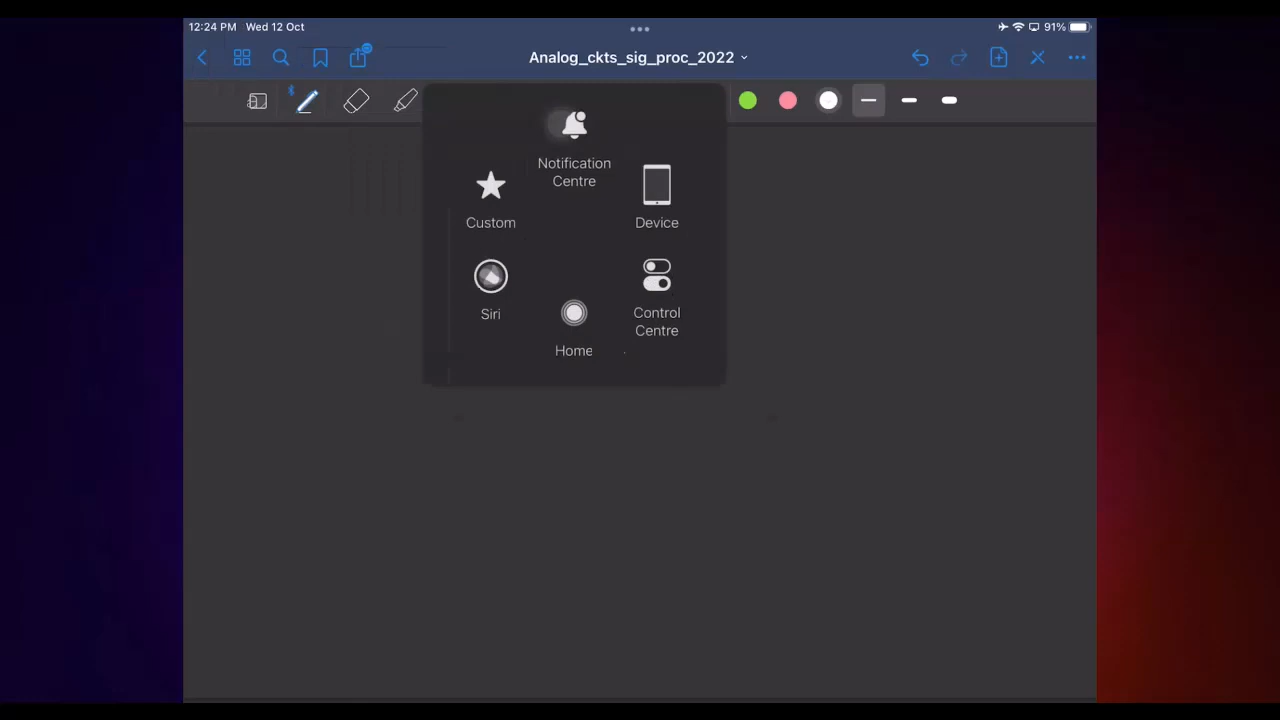 12:24 PM Wed 12 Oct
91%
Analog_ckts_sig_proc_2022
Notification
Centre
Custom
Device
Siri
Control
Centre
Home